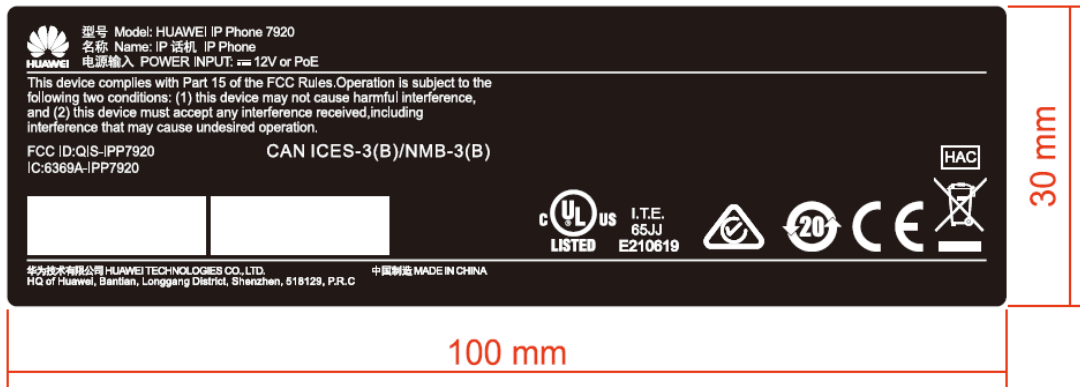 型号 Model: HUAWEI IP Phone 7920
名称 Name: IP 话机 IP Phone
HUAWEI
电源输入 POWER INPUT: ⎓ 12V or PoE
This device complies with Part 15 of the FCC Rules.Operation is subject to the
following two conditions: (1) this device may not cause harmful interference,
and (2) this device must accept any interference received,including
interference that may cause undesired operation.
FCC ID:QIS-IPP7920
IC:6369A-IPP7920
CAN ICES-3(B)/NMB-3(B)
HAC
C UL US
LISTED
I.T.E.
65JJ
E210619
20
CE
华为技术有限公司 HUAWEI TECHNOLOGIES CO., LTD.
中国制造 MADE IN CHINA
HQ of Huawei, Bantian, Longgang District, Shenzhen, 518129, P.R.C
30 mm
100 mm